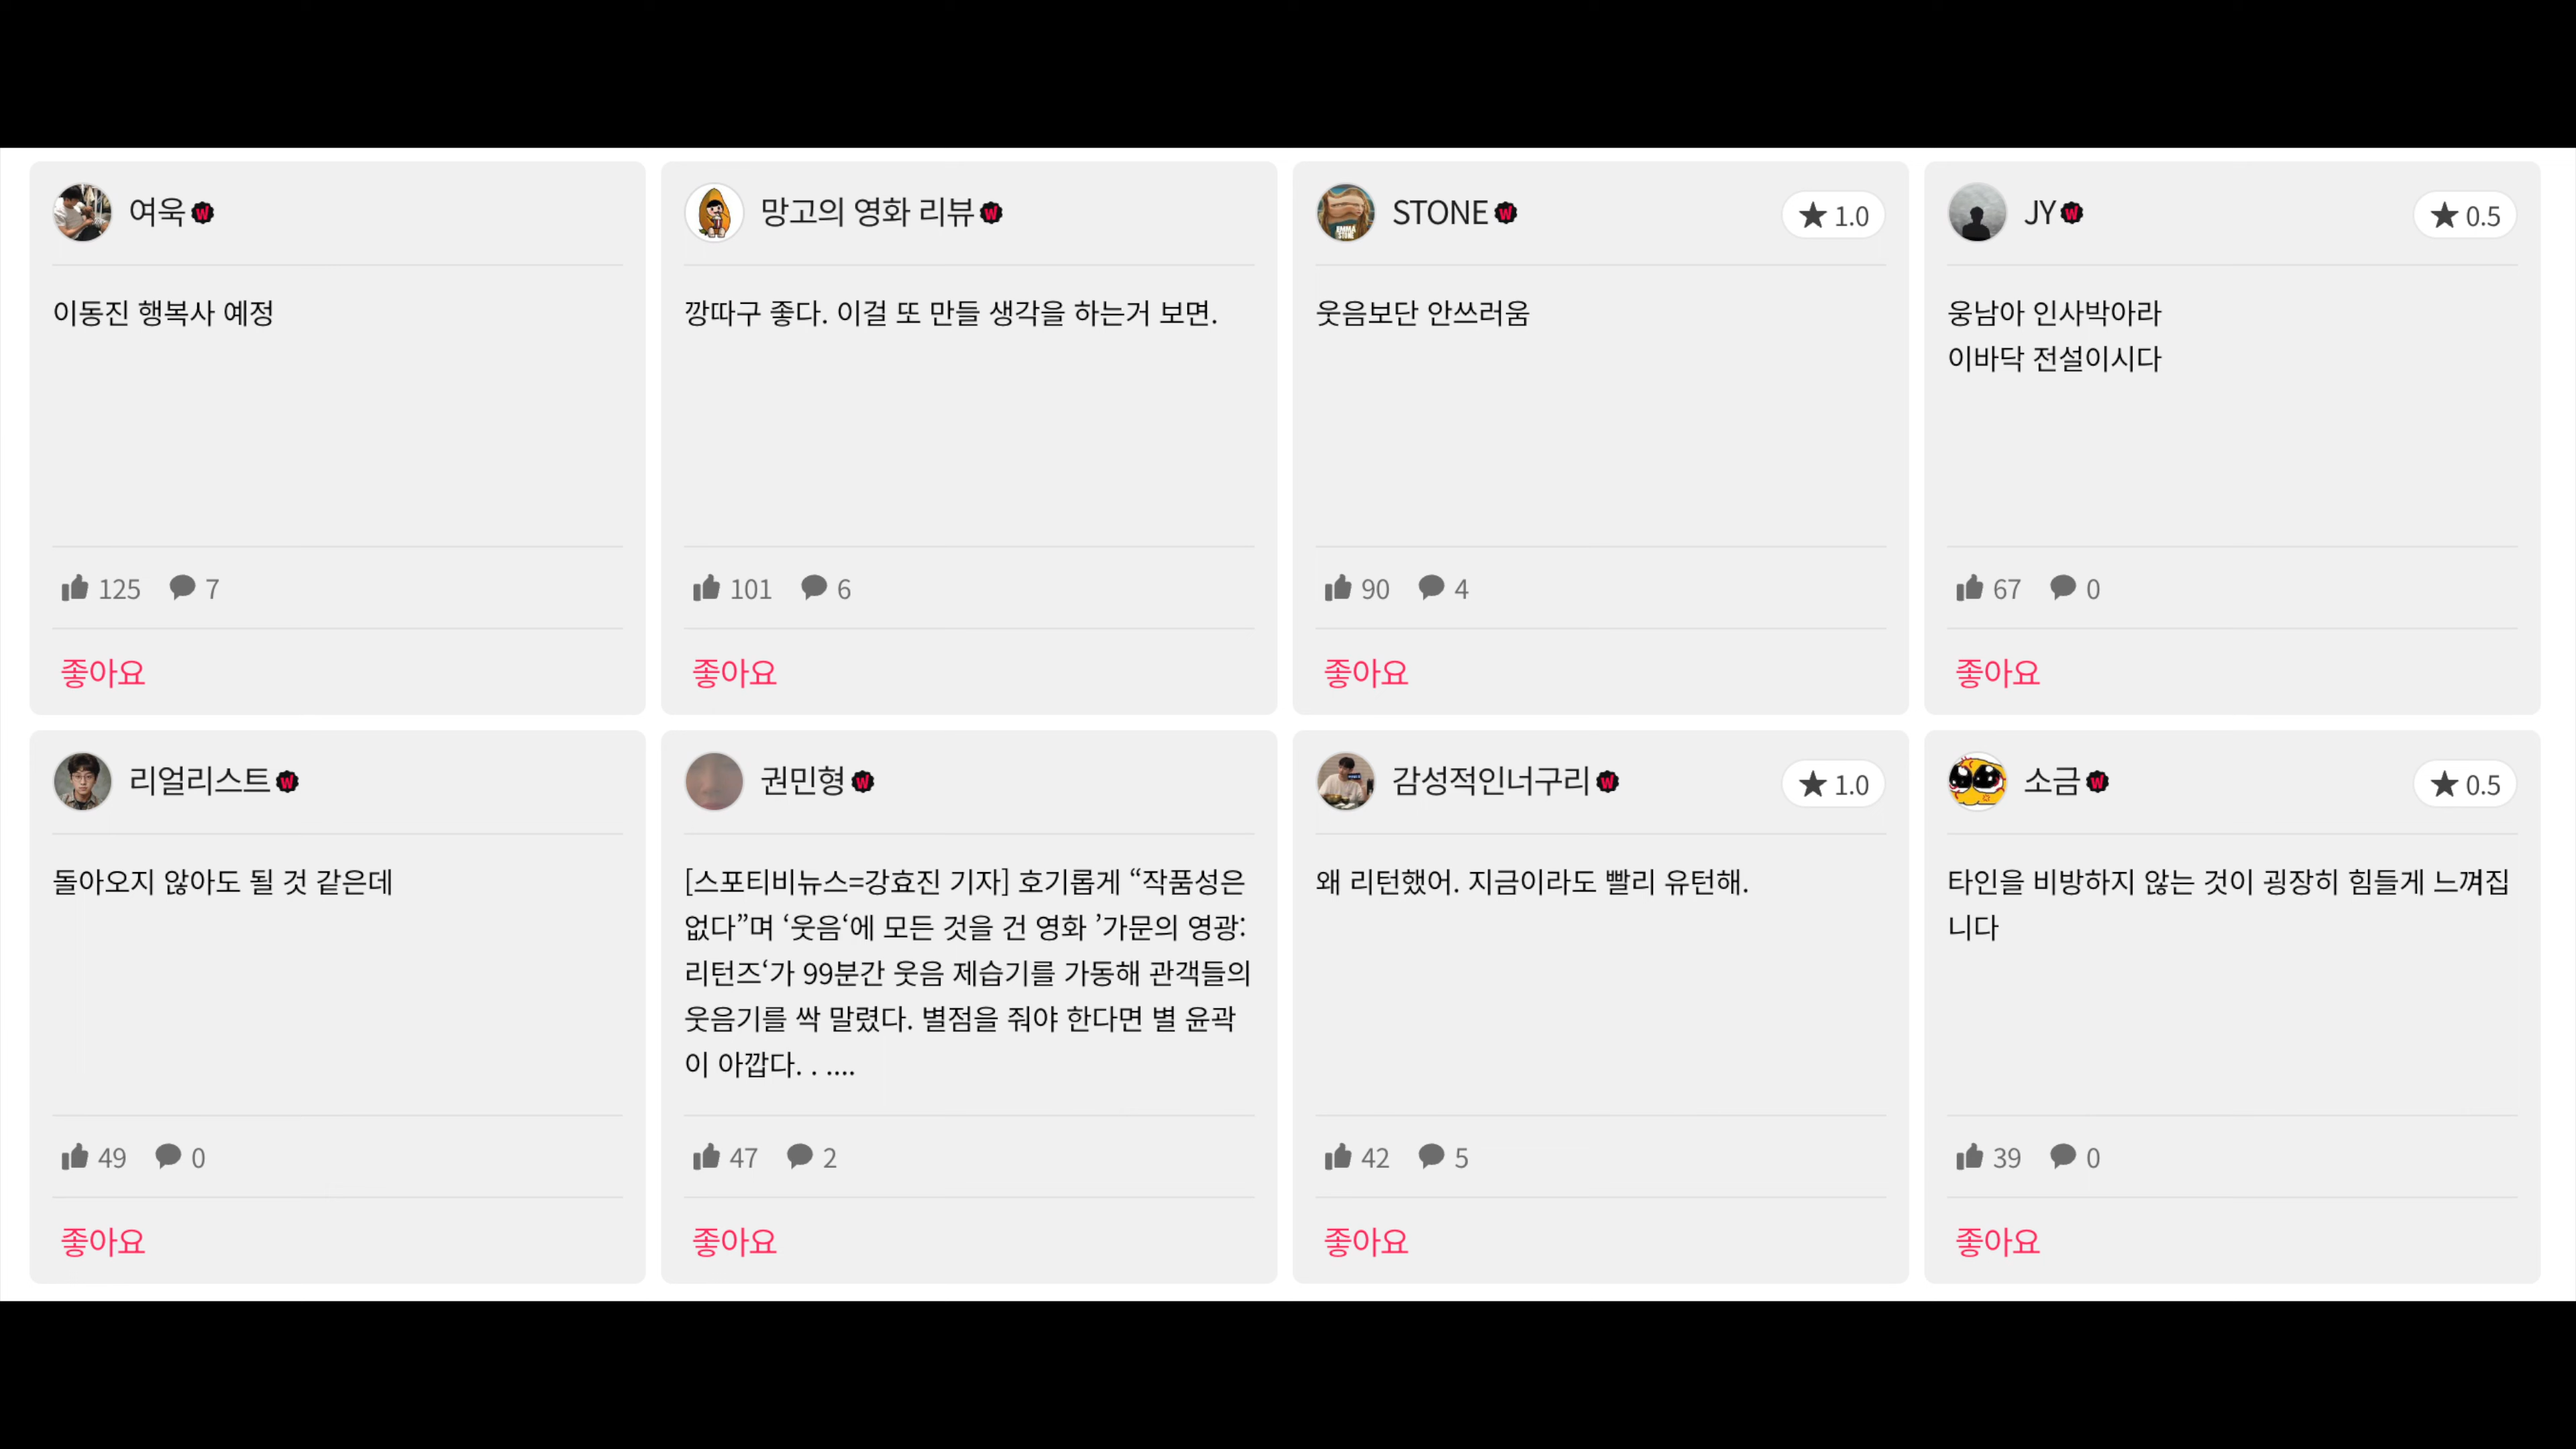 여욱
이동진 행복사 예정
125 7
좋아요
망고의 영화 리뷰
깡따구 좋다. 이걸 또 만들 생각을 하는거 보면.
101 6
좋아요
STONE
★ 1.0
웃음보단 안쓰러움
90 4
좋아요
JY
★ 0.5
웅남아 인사박아라
이바닥 전설이시다
67 0
좋아요
리얼리스트
돌아오지 않아도 될 것 같은데
49 0
좋아요
권민형
[스포티비뉴스=강효진 기자] 호기롭게 “작품성은
없다”며 ‘웃음‘에 모든 것을 건 영화 ’가문의 영광:
리턴즈‘가 99분간 웃음 제습기를 가동해 관객들의
웃음기를 싹 말렸다. 별점을 줘야 한다면 별 윤곽
이 아깝다. . ....
47 2
좋아요
감성적인너구리
★ 1.0
왜 리턴했어. 지금이라도 빨리 유턴해.
42 5
좋아요
소금
★ 0.5
타인을 비방하지 않는 것이 굉장히 힘들게 느껴집
니다
39 0
좋아요